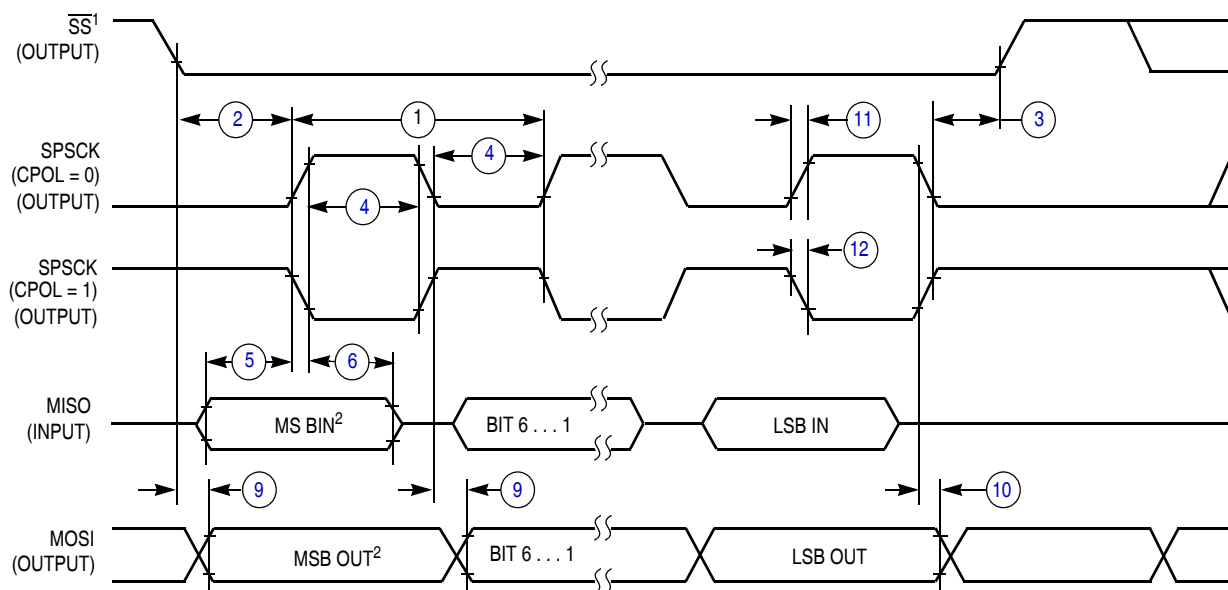 SS¹
(OUTPUT)
2
1
11
3
SPSCK
(CPOL = 0)
(OUTPUT)
4
4
SPSCK
(CPOL = 1)
(OUTPUT)
12
5
6
MISO
(INPUT)
MS BIN²
BIT 6 . . . 1
LSB IN
9
9
10
MOSI
(OUTPUT)
MSB OUT²
BIT 6 . . . 1
LSB OUT